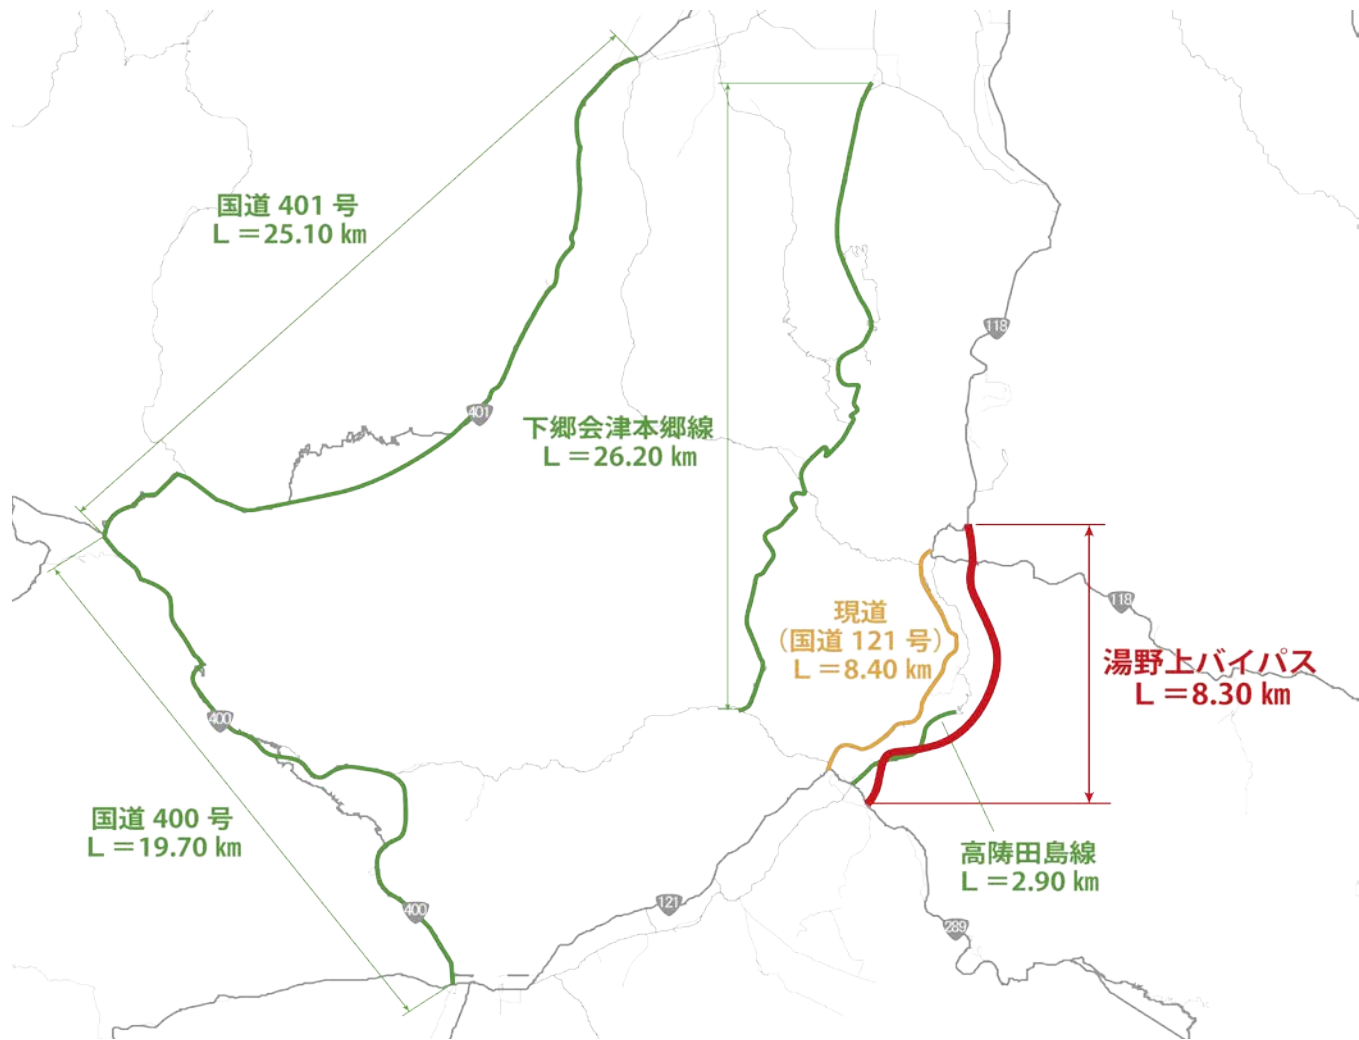 国道 401 号
L＝25.10 ㎞
118
401
下郷会津本郷線
L＝26.20 ㎞
118
現道
（国道 121 号）
L＝8.40 ㎞
湯野上バイパス
L＝8.30 ㎞
400
国道 400 号
L＝19.70 ㎞
高陦田島線
L＝2.90 ㎞
121
400
289